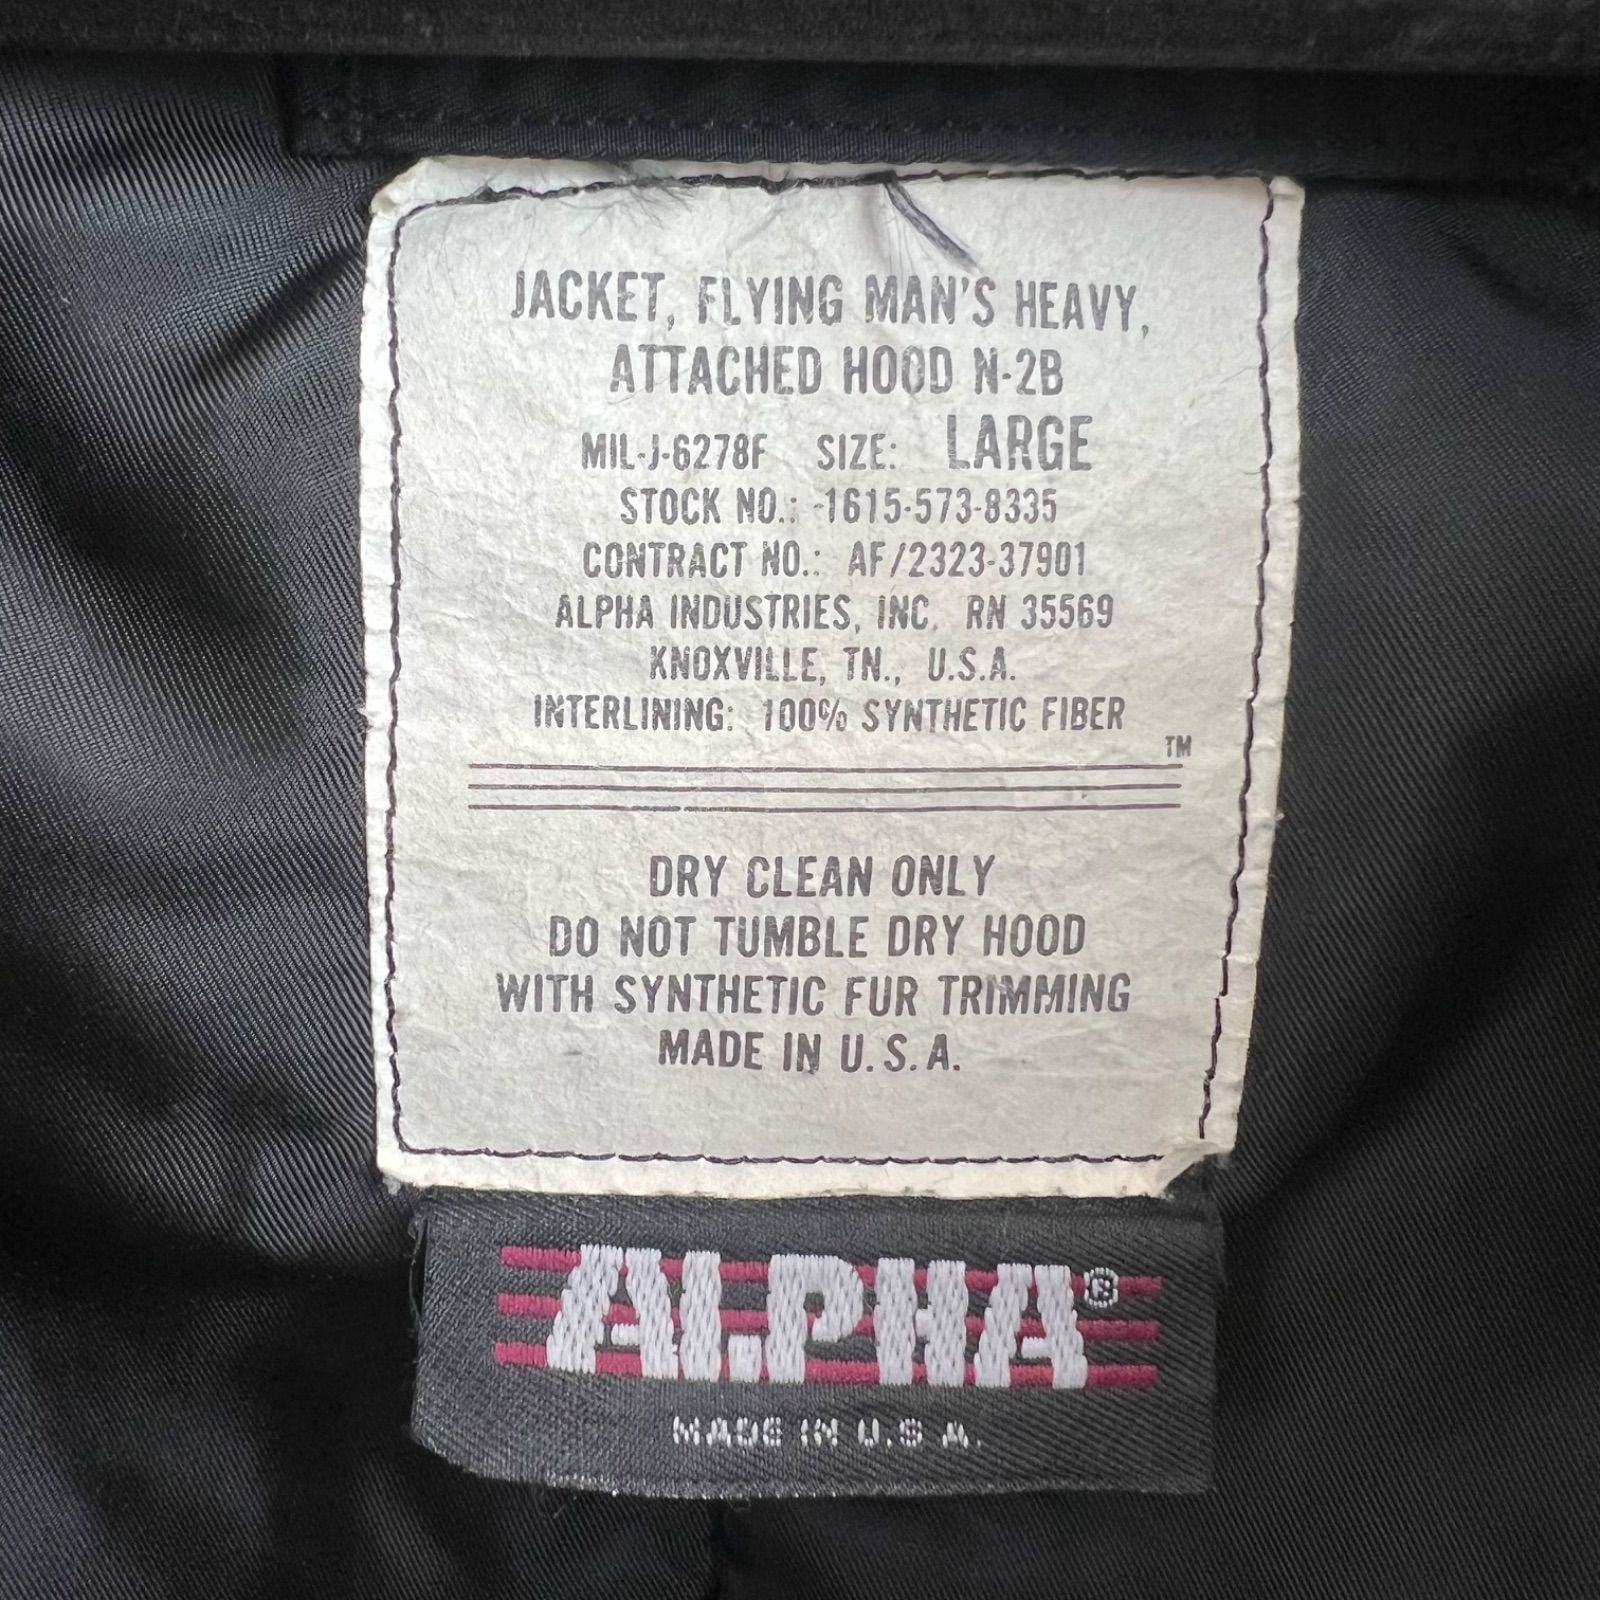 JACKET, FLYING MAN'S HEAVY,
ATTACHED HOOD N-2B
MIL-J-6278F SIZE: LARGE
STOCK NO.: -1615-573-8335
CONTRACT NO.: AF/2323-37901
ALPHA INDUSTRIES, INC. RN 35569
KNOXVILLE, TN., U.S.A.
INTERLINING: 100% SYNTHETIC FIBER
TM
DRY CLEAN ONLY
DO NOT TUMBLE DRY HOOD
WITH SYNTHETIC FUR TRIMMING
MADE IN U.S.A.
ALPHA®
MADE IN U.S.A.